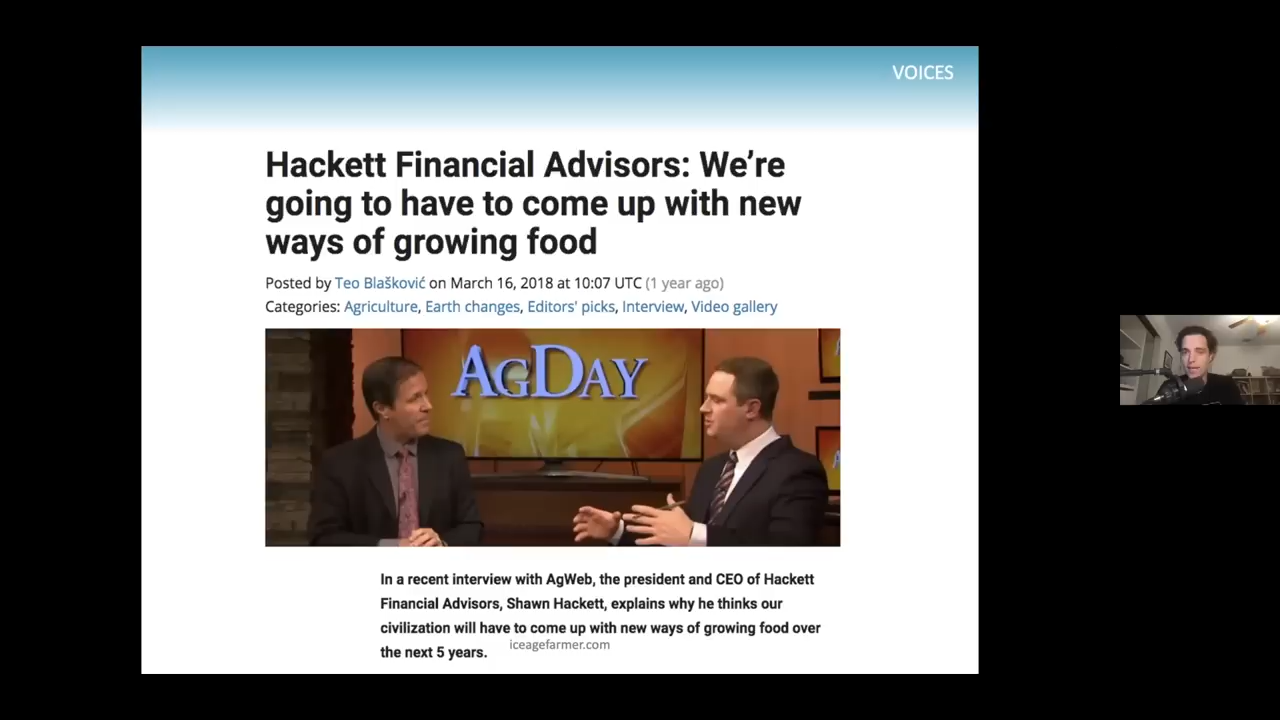 VOICES
Hackett Financial Advisors: We’re
going to have to come up with new
ways of growing food
Posted by Teo Blašković on March 16, 2018 at 10:07 UTC (1 year ago)
Categories: Agriculture, Earth changes, Editors' picks, Interview, Video gallery
AGDAY
In a recent interview with AgWeb, the president and CEO of Hackett
Financial Advisors, Shawn Hackett, explains why he thinks our
civilization will have to come up with new ways of growing food over
the next 5 years.
iceagefarmer.com